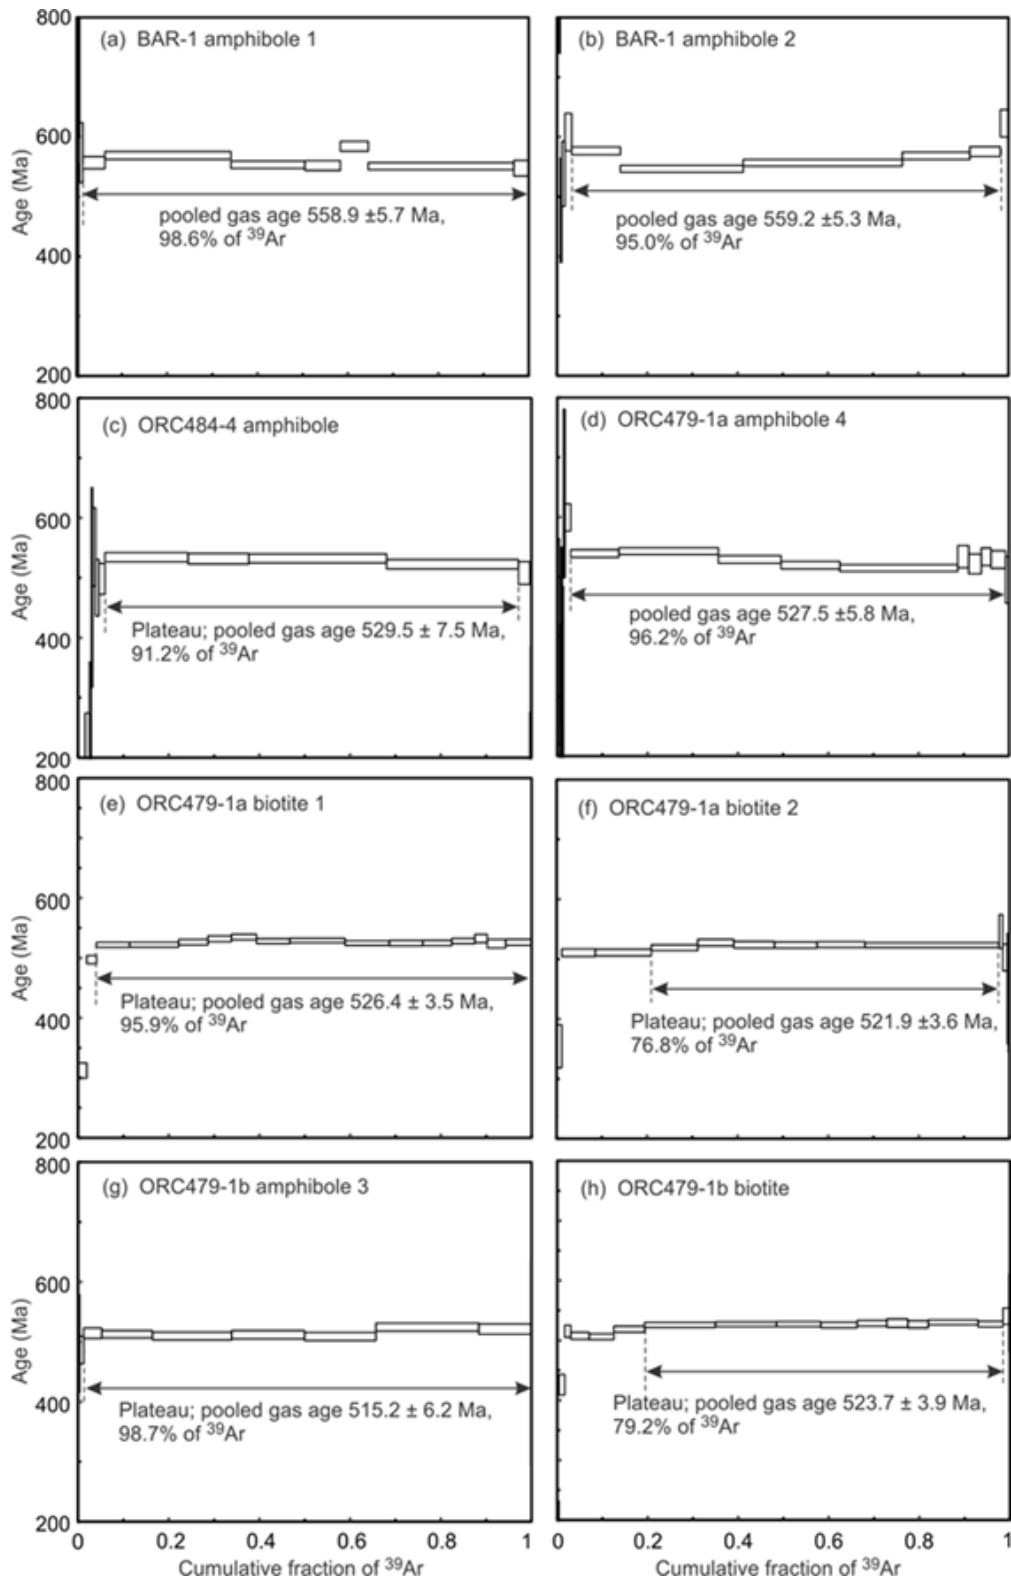 800
600
400
200
Age (Ma)
(a) BAR-1 amphibole 1
pooled gas age 558.9 ±5.7 Ma,
98.6% of ³⁹Ar
(b) BAR-1 amphibole 2
pooled gas age 559.2 ±5.3 Ma,
95.0% of ³⁹Ar
800
600
400
200
Age (Ma)
(c) ORC484-4 amphibole
Plateau; pooled gas age 529.5 ± 7.5 Ma,
91.2% of ³⁹Ar
(d) ORC479-1a amphibole 4
pooled gas age 527.5 ±5.8 Ma,
96.2% of ³⁹Ar
800
600
400
200
Age (Ma)
(e) ORC479-1a biotite 1
Plateau; pooled gas age 526.4 ± 3.5 Ma,
95.9% of ³⁹Ar
(f) ORC479-1a biotite 2
Plateau; pooled gas age 521.9 ±3.6 Ma,
76.8% of ³⁹Ar
800
600
400
200
Age (Ma)
(g) ORC479-1b amphibole 3
Plateau; pooled gas age 515.2 ± 6.2 Ma,
98.7% of ³⁹Ar
(h) ORC479-1b biotite
Plateau; pooled gas age 523.7 ± 3.9 Ma,
79.2% of ³⁹Ar
0 0.2 0.4 0.6 0.8 1
Cumulative fraction of ³⁹Ar
0 0.2 0.4 0.6 0.8 1
Cumulative fraction of ³⁹Ar